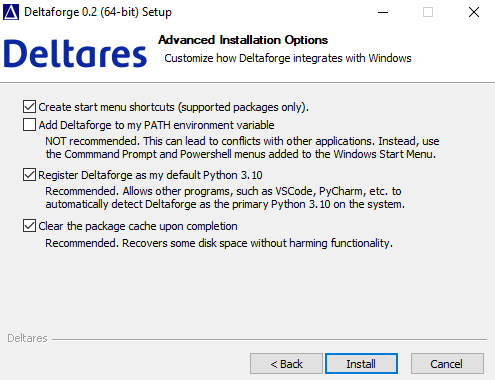 Deltaforge 0.2 (64-bit) Setup
Deltares
Advanced Installation Options
Customize how Deltaforge integrates with Windows
Create start menu shortcuts (supported packages only).
Add Deltaforge to my PATH environment variable
NOT recommended. This can lead to conflicts with other applications. Instead, use
the Commmand Prompt and Powershell menus added to the Windows Start Menu.
Register Deltaforge as my default Python 3.10
Recommended. Allows other programs, such as VSCode, PyCharm, etc. to
automatically detect Deltaforge as the primary Python 3.10 on the system.
Clear the package cache upon completion
Recommended. Recovers some disk space without harming functionality.
Deltares
< Back
Install
Cancel